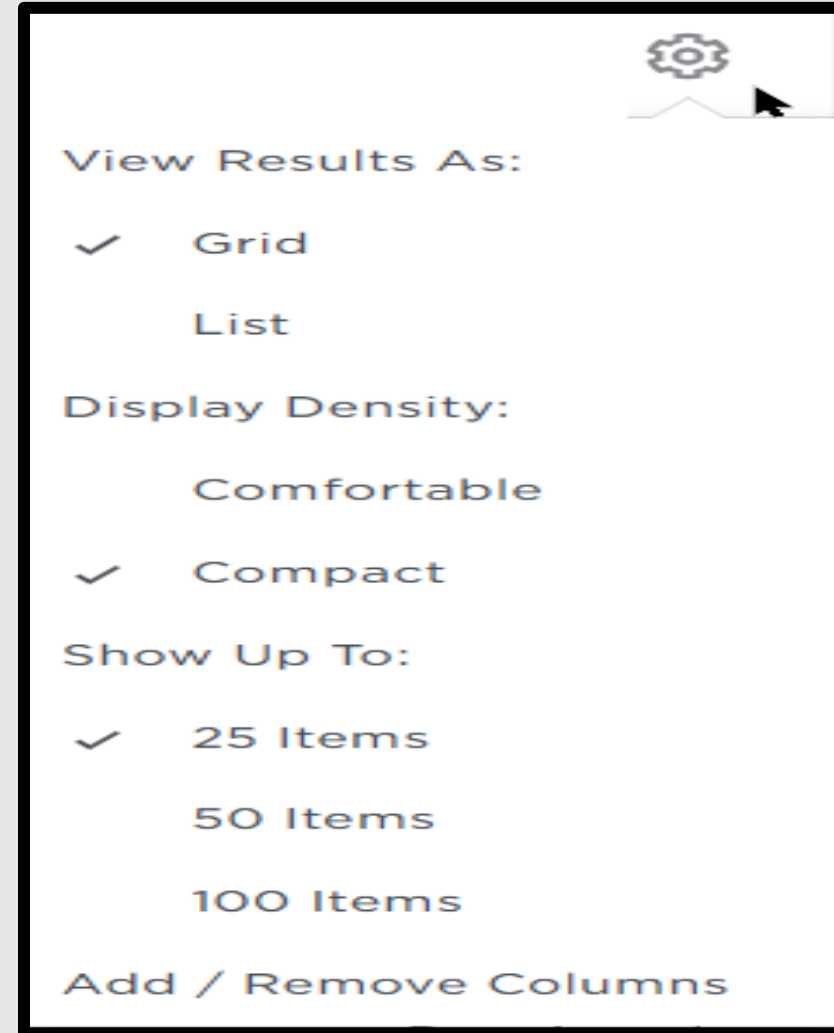 View Results As:
Grid
List
Display Density:
Comfortable
Compact
Show Up To:
25 Items
50 Items
100 Items
Add / Remove Columns